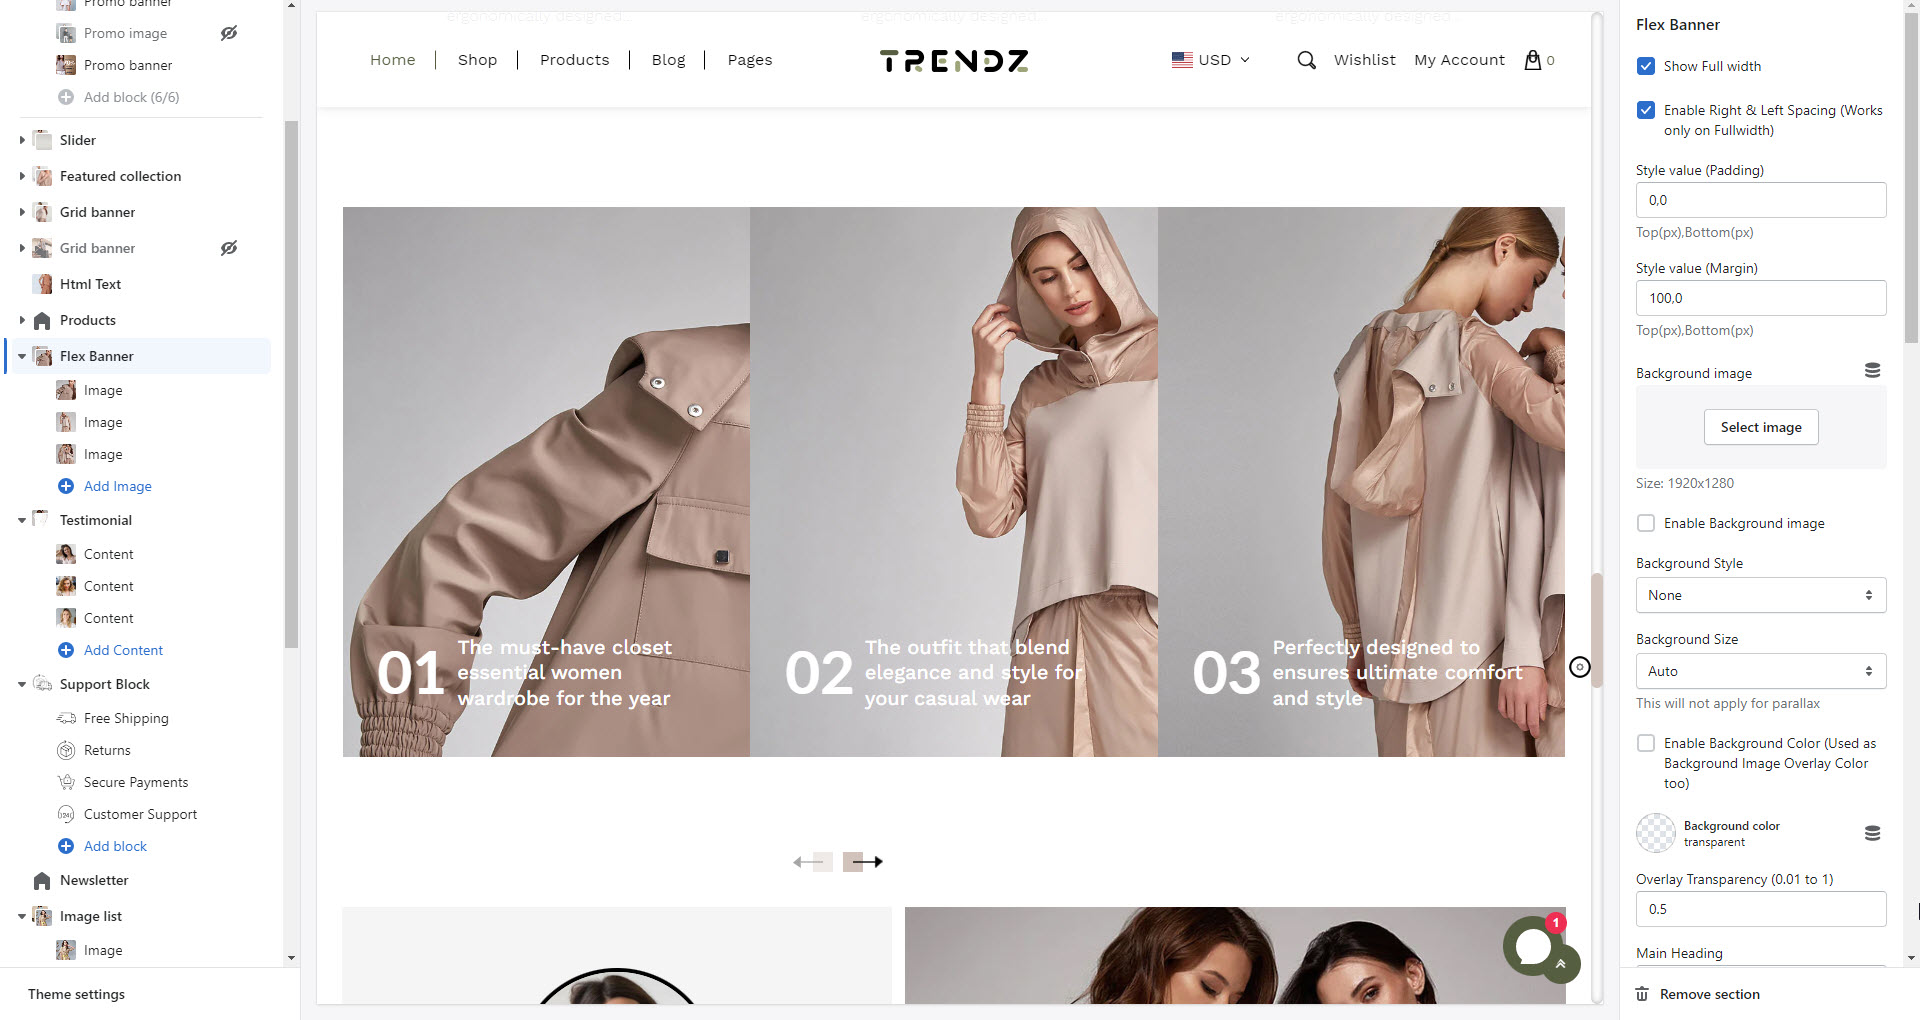 Promo banner
Promo image
Promo banner
Add block (6/6)
Slider
Featured collection
Grid banner
Grid banner
Html Text
Products
Flex Banner
Image
Image
Image
Add Image
Testimonial
Content
Content
Content
Add Content
Support Block
Free Shipping
Returns
Secure Payments
Customer Support
Add block
Newsletter
Image list
Image
Theme settings
ergonomically designed... ergonomically designed... ergonomically designed...
Home Shop Products Blog Pages TRENDZ USD Wishlist My Account 0
01 The must-have closet
essential women
wardrobe for the year
02 The outfit that blend
elegance and style for
your casual wear
03 Perfectly designed to
ensures ultimate comfort
and style
1
Flex Banner
Show Full width
Enable Right & Left Spacing (Works
only on Fullwidth)
Style value (Padding)
0,0
Top(px),Bottom(px)
Style value (Margin)
100,0
Top(px),Bottom(px)
Background image
Select image
Size: 1920x1280
Enable Background image
Background Style
None
Background Size
Auto
This will not apply for parallax
Enable Background Color (Used as
Background Image Overlay Color
too)
Background color
transparent
Overlay Transparency (0.01 to 1)
0.5
Main Heading
Remove section